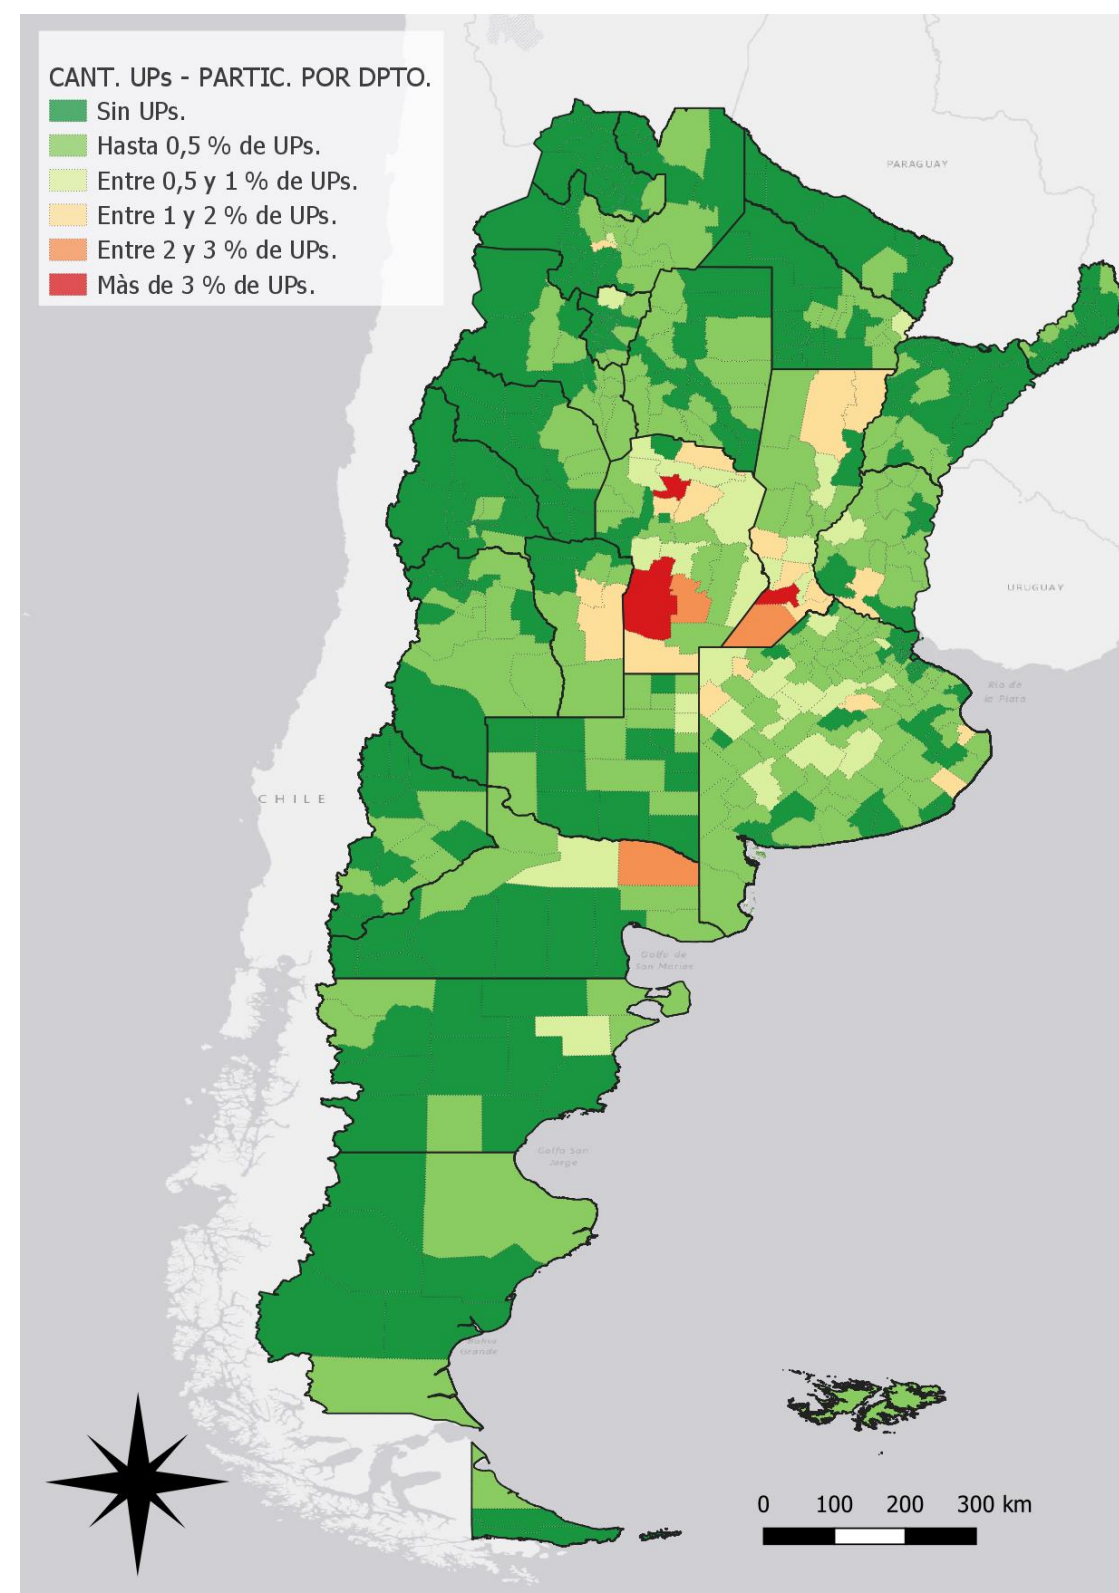 CANT. UPs - PARTIC. POR DPTO.
Sin UPs.
Hasta 0,5 % de UPs.
Entre 0,5 y 1 % de UPs.
Entre 1 y 2 % de UPs.
Entre 2 y 3 % de UPs.
Màs de 3 % de UPs.
PARAGUAY
URUGUAY
Río de
la Plata
CHILE
Golfo de
San Matías
Golfo San
Jorge
Grande
0 100 200 300 km